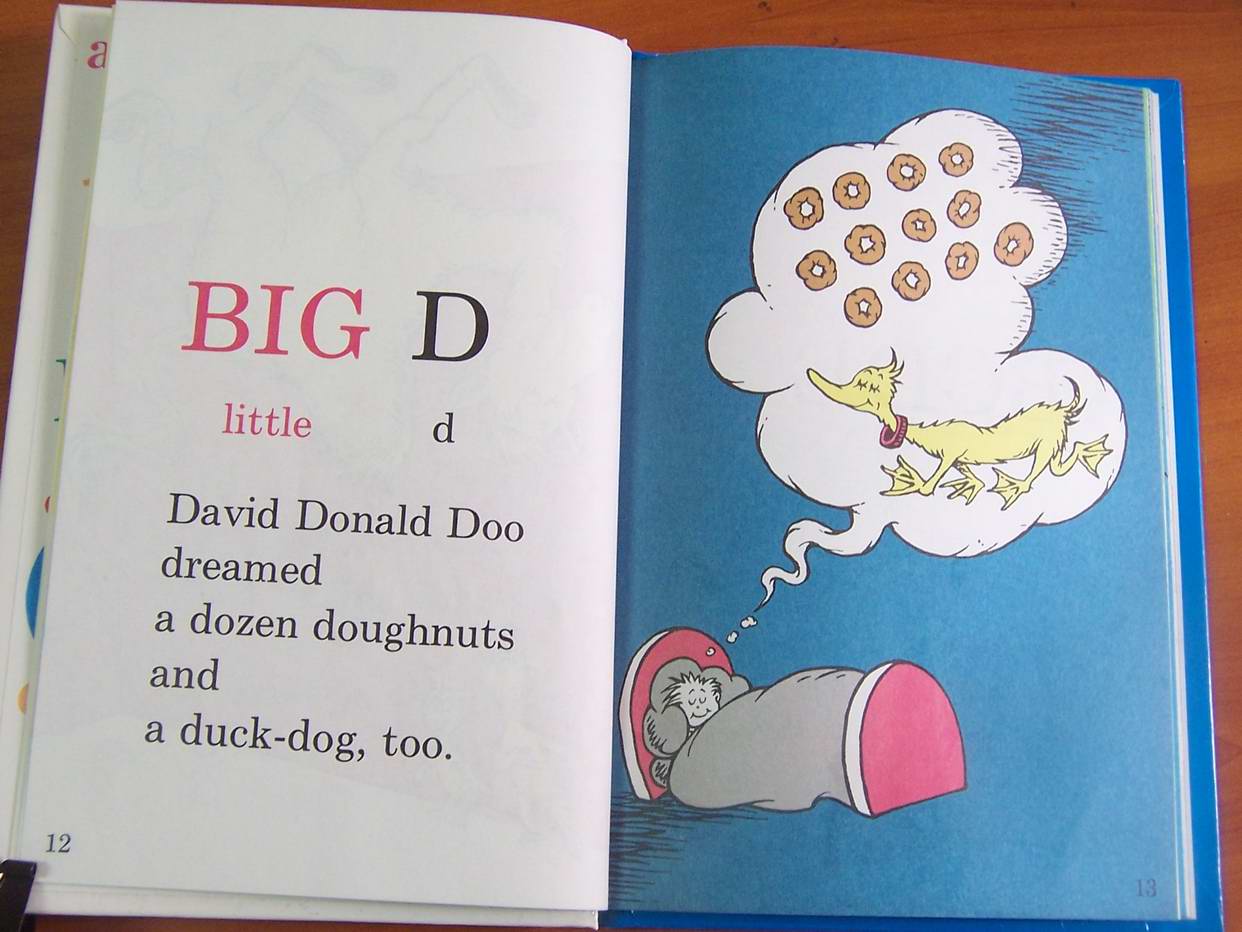 a
BIG D
little d
David Donald Doo
dreamed
a dozen doughnuts
and
a duck-dog, too.
12
13